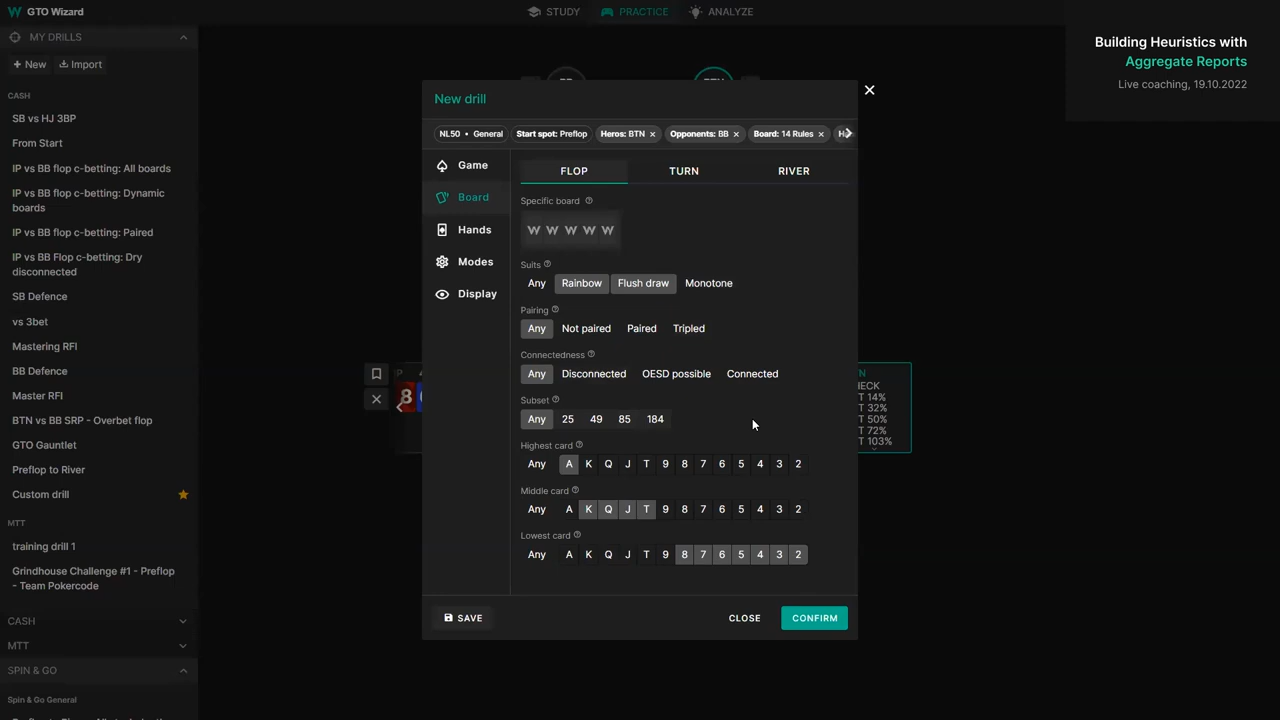 GTO Wizard
STUDY
PRACTICE
ANALYZE
Building Heuristics with
Aggregate Reports
Live coaching, 19.10.2022
MY DRILLS
New
Import
CASH
SB vs HJ 3BP
From Start
IP vs BB flop c-betting: All boards
IP vs BB flop c-betting: Dynamic
boards
IP vs BB flop c-betting: Paired
IP vs BB Flop c-betting: Dry
disconnected
SB Defence
vs 3bet
Mastering RFI
BB Defence
Master RFI
BTN vs BB SRP - Overbet flop
GTO Gauntlet
Preflop to River
Custom drill
MTT
training drill 1
Grindhouse Challenge #1 - Preflop
- Team Pokercode
CASH
MTT
SPIN & GO
Spin & Go General
New drill
NL50 • General
Start spot: Preflop
Heros: BTN ×
Opponents: BB ×
Board: 14 Rules ×
Game
Board
Hands
Modes
Display
FLOP
TURN
RIVER
Specific board
W W W W W
Suits
Any Rainbow Flush draw Monotone
Pairing
Any Not paired Paired Tripled
Connectedness
Any Disconnected OESD possible Connected
Subset
Any 25 49 85 184
Highest card
Any A K Q J T 9 8 7 6 5 4 3 2
Middle card
Any A K Q J T 9 8 7 6 5 4 3 2
Lowest card
Any A K Q J T 9 8 7 6 5 4 3 2
SAVE
CLOSE
CONFIRM
8
T 14%
T 32%
T 50%
T 72%
T 103%